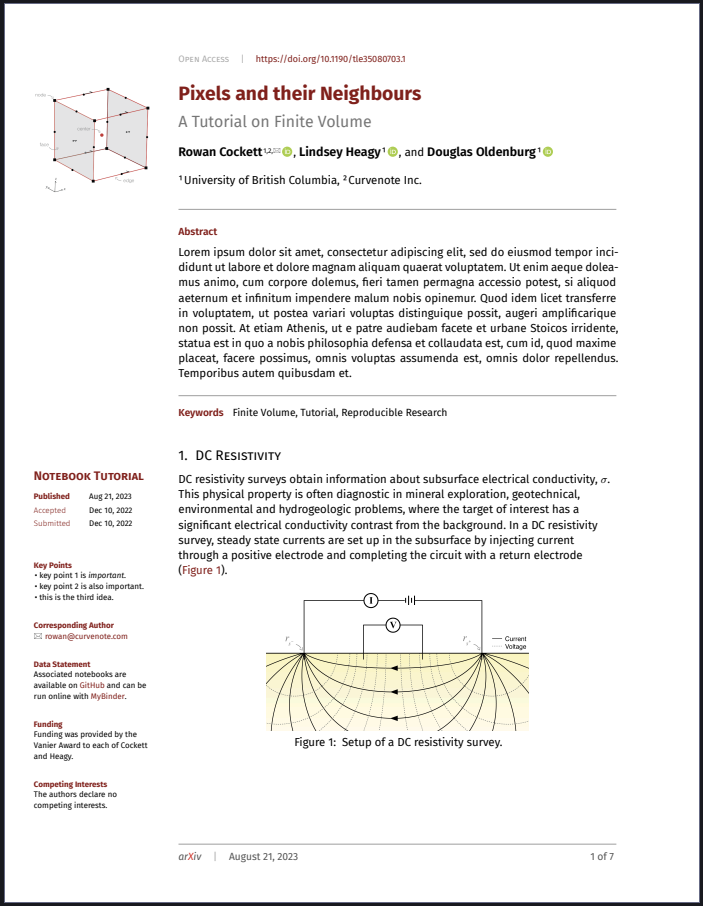 OPEN ACCESS | https://doi.org/10.1190/tle35080703.1
node
center
face
edge
Pixels and their Neighbours
A Tutorial on Finite Volume
Rowan Cockett1,2,✉, Lindsey Heagy1, and Douglas Oldenburg1
1University of British Columbia, 2Curvenote Inc.
Abstract
Lorem ipsum dolor sit amet, consectetur adipiscing elit, sed do eiusmod tempor inci-
didunt ut labore et dolore magnam aliquam quaerat voluptatem. Ut enim aeque dolea-
mus animo, cum corpore dolemus, fieri tamen permagna accessio potest, si aliquod
aeternum et infinitum impendere malum nobis opinemur. Quod idem licet transferre
in voluptatem, ut postea variari voluptas distinguique possit, augeri amplificarique
non possit. At etiam Athenis, ut e patre audiebam facete et urbane Stoicos irridente,
statua est in quo a nobis philosophia defensa et collaudata est, cum id, quod maxime
placeat, facere possimus, omnis voluptas assumenda est, omnis dolor repellendus.
Temporibus autem quibusdam et.
Keywords Finite Volume, Tutorial, Reproducible Research
1. DC RESISTIVITY
DC resistivity surveys obtain information about subsurface electrical conductivity, σ.
This physical property is often diagnostic in mineral exploration, geotechnical,
environmental and hydrogeologic problems, where the target of interest has a
significant electrical conductivity contrast from the background. In a DC resistivity
survey, steady state currents are set up in the subsurface by injecting current
through a positive electrode and completing the circuit with a return electrode
(Figure 1).
I
V
Current
Voltage
Figure 1: Setup of a DC resistivity survey.
NOTEBOOK TUTORIAL
Published Aug 21, 2023
Accepted Dec 10, 2022
Submitted Dec 10, 2022
Key Points
• key point 1 is important.
• key point 2 is also important.
• this is the third idea.
Corresponding Author
✉ rowan@curvenote.com
Data Statement
Associated notebooks are
available on GitHub and can be
run online with MyBinder.
Funding
Funding was provided by the
Vanier Award to each of Cockett
and Heagy.
Competing Interests
The authors declare no
competing interests.
arXiv | August 21, 2023 1 of 7